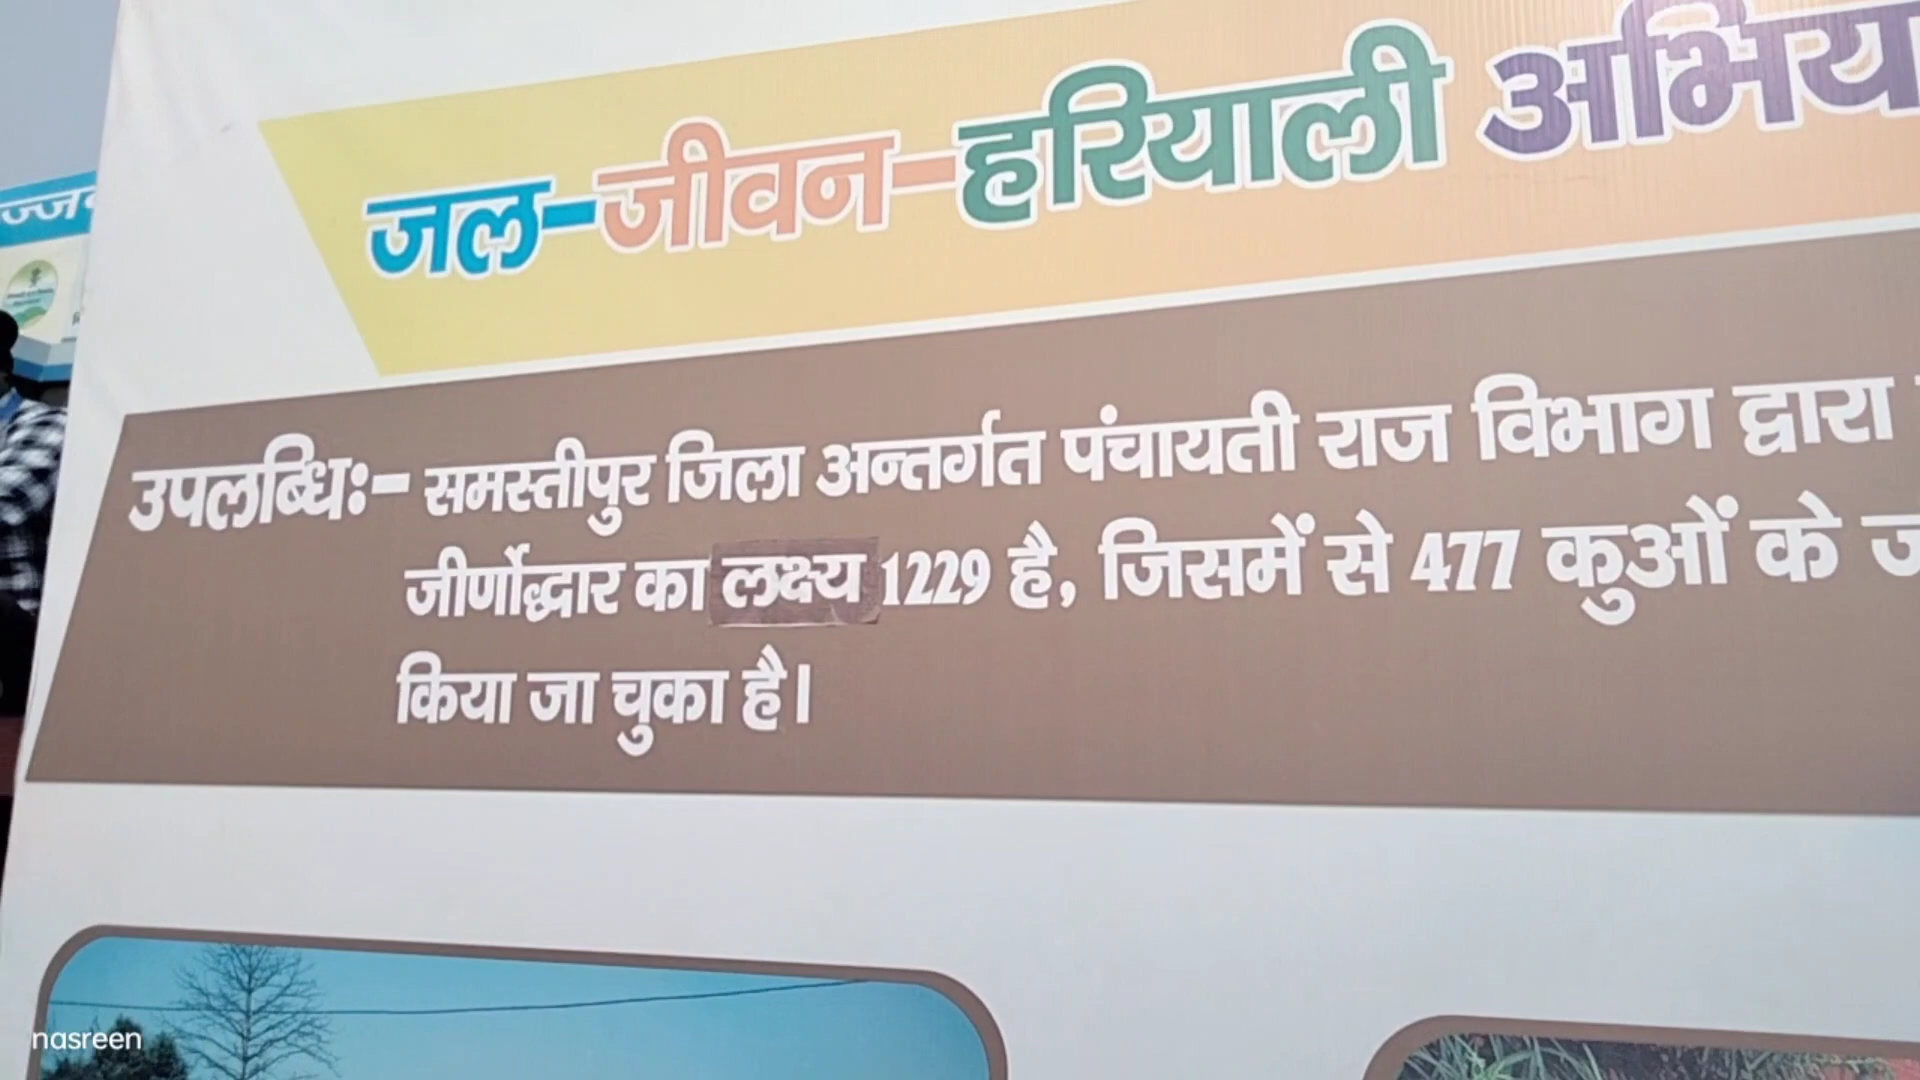 जल-जीवन-हरियाली
उपलब्धिः- समस्तीपुर जिला अन्तर्गत पंचायती राज विभाग द्वारा
जीर्णोद्धार का लक्ष्य 1229 है, जिसमें से 477 कुओं के
किया जा चुका है।
nasreen